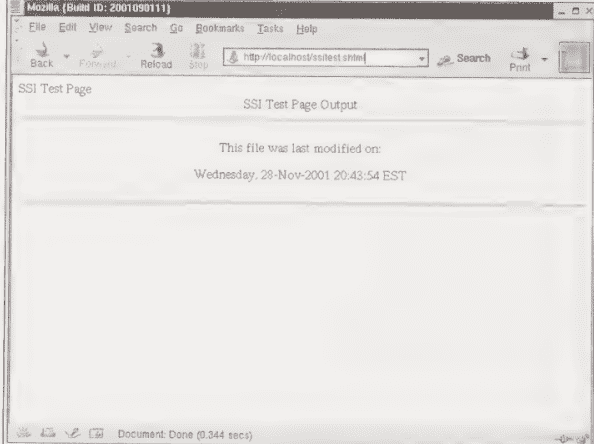 Mozilla {Build ID: 2001090111}
File Edit View Search Go Bookmarks Tasks Help
Back Forward Reload Stop http://localhost/ssitest.shtml Search Print
SSI Test Page
SSI Test Page Output
This file was last modified on:
Wednesday, 28-Nov-2001 20:43:54 EST
Document: Done (0.344 secs)